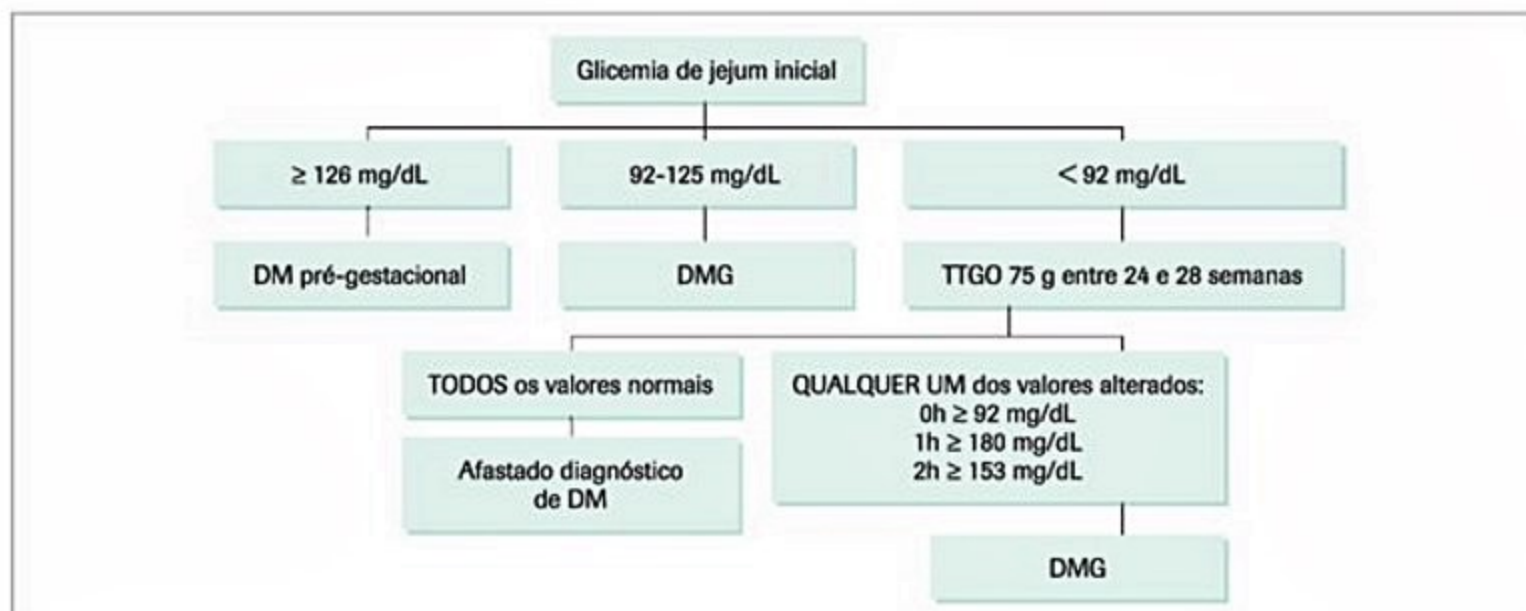 Glicemia de jejum inicial
≥ 126 mg/dL
92-125 mg/dL
< 92 mg/dL
DM pré-gestacional
DMG
TTGO 75 g entre 24 e 28 semanas
TODOS os valores normais
Afastado diagnóstico
de DM
QUALQUER UM dos valores alterados:
0h ≥ 92 mg/dL
1h ≥ 180 mg/dL
2h ≥ 153 mg/dL
DMG